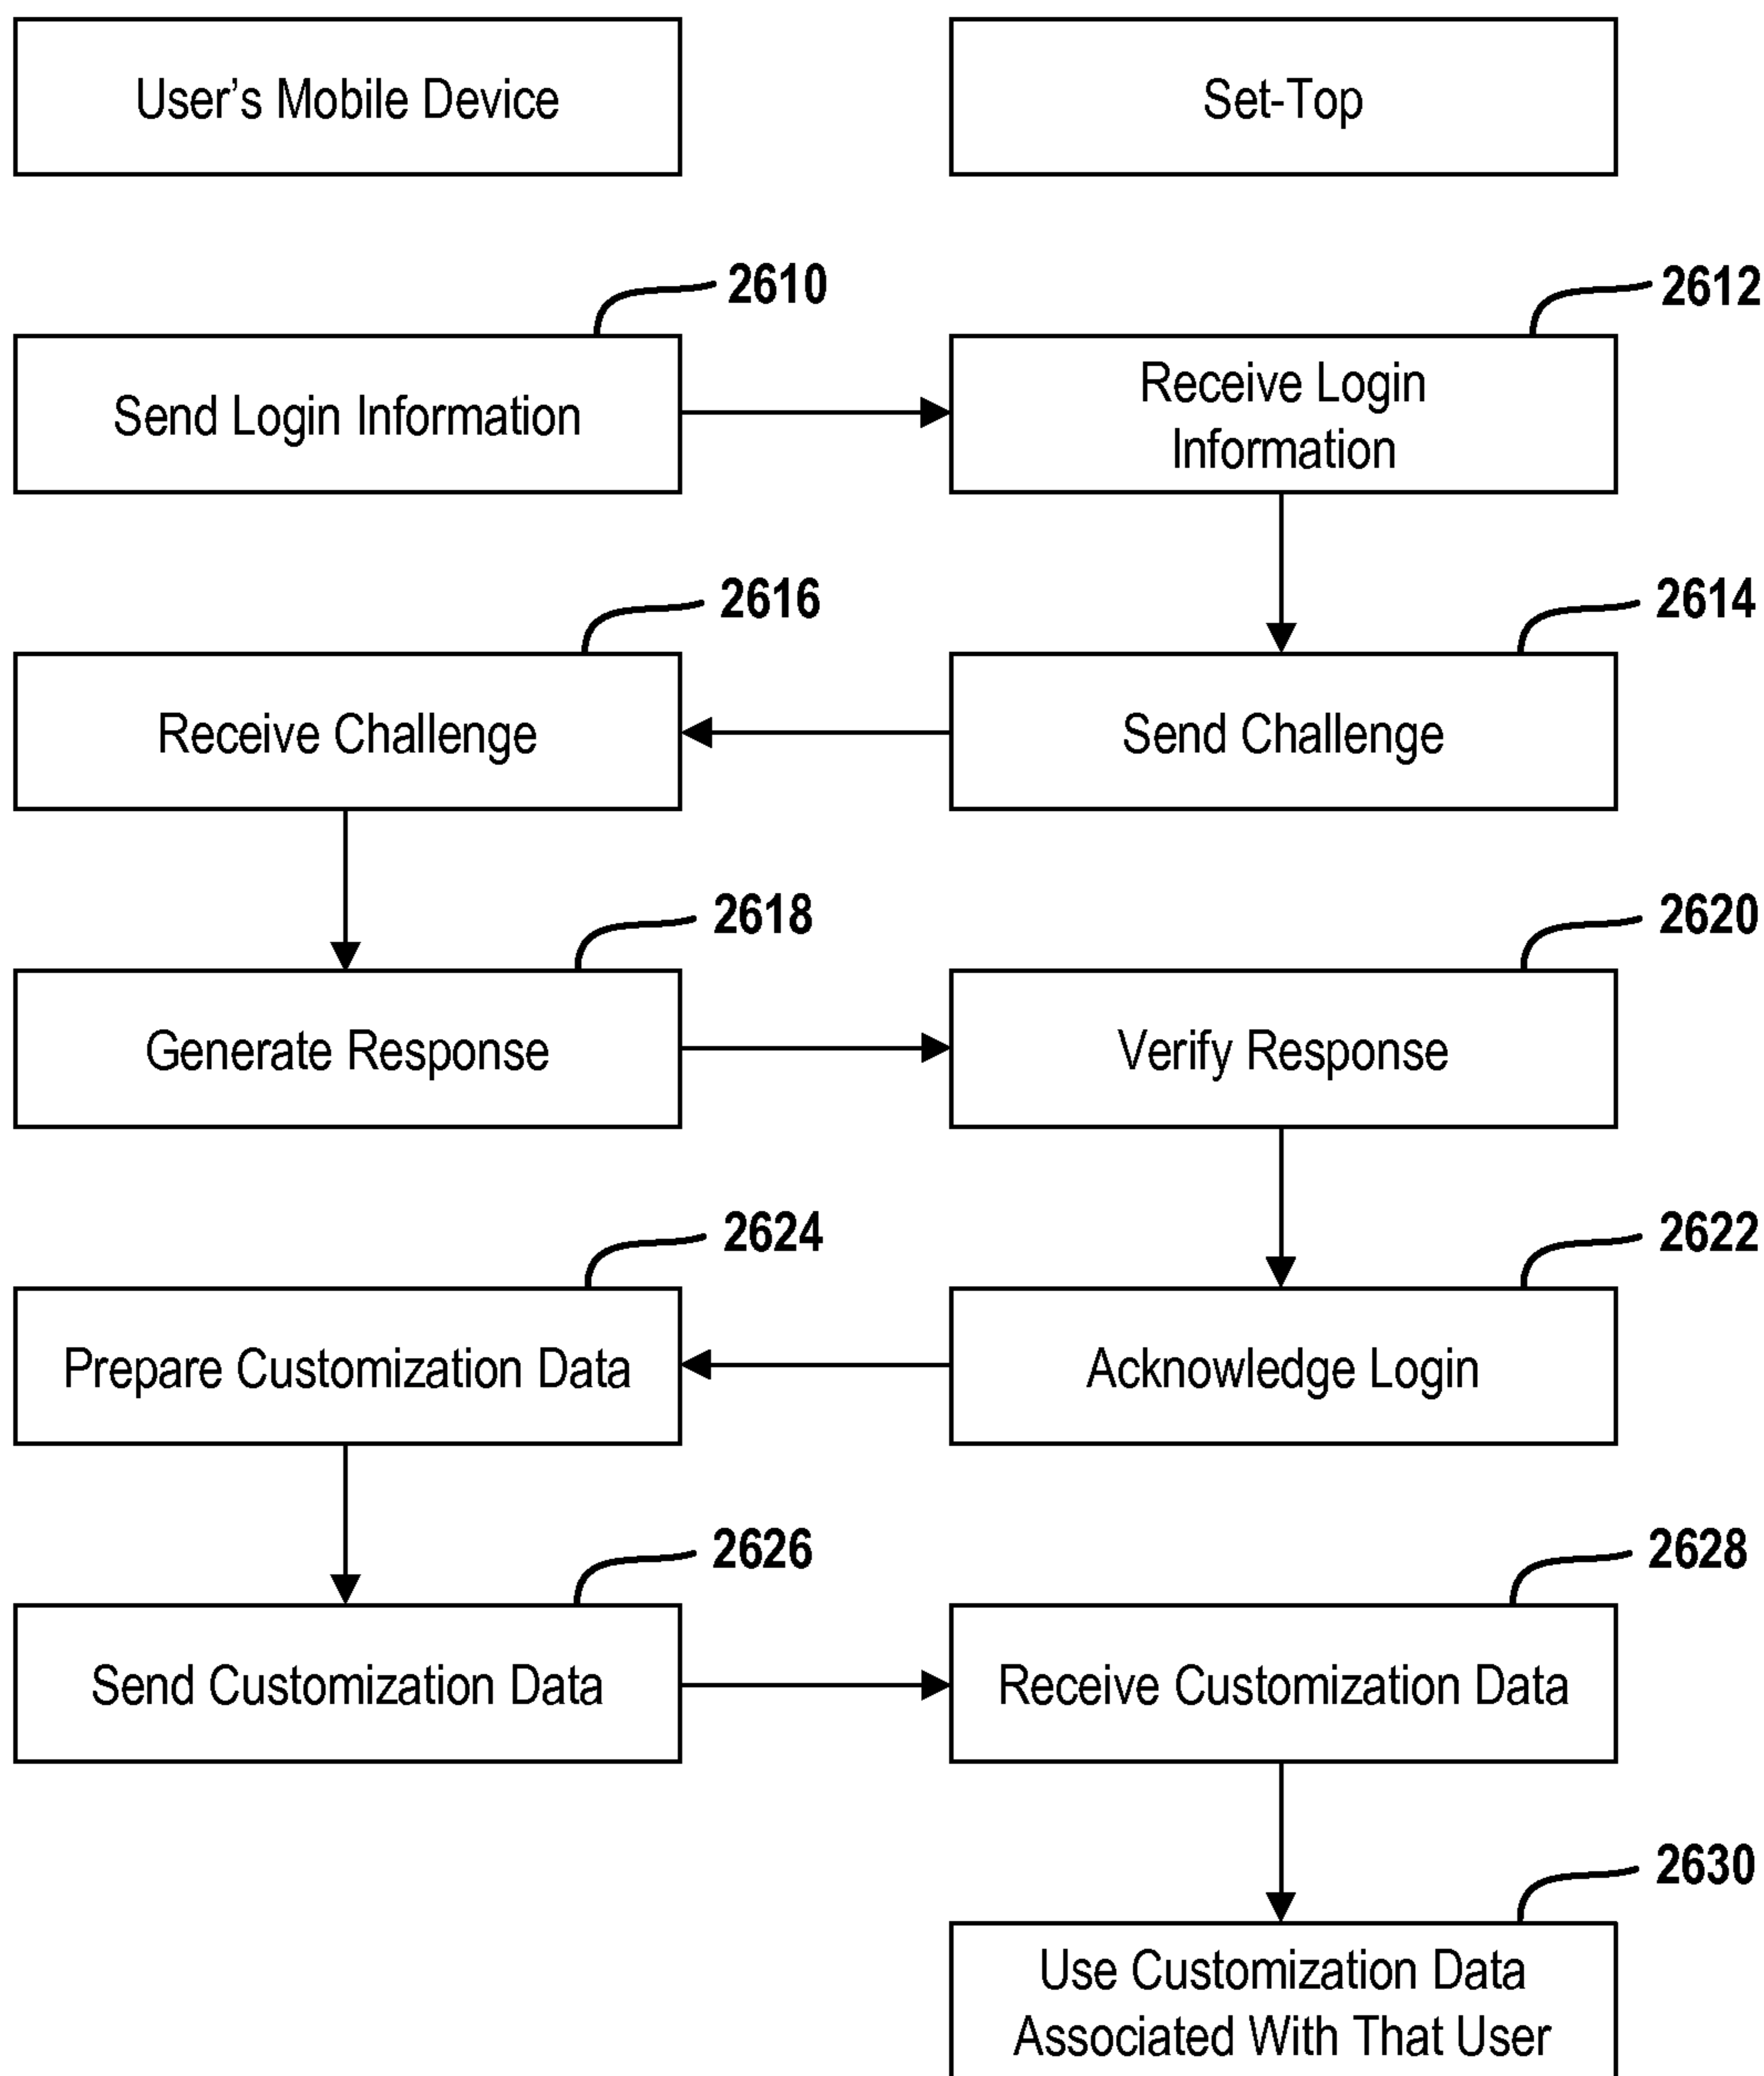 User's Mobile Device
Set-Top
2610
2612
Send Login Information
Receive Login
Information
2616
2614
Receive Challenge
Send Challenge
2618
2620
Generate Response
Verify Response
2624
2622
Prepare Customization Data
Acknowledge Login
2626
2628
Send Customization Data
Receive Customization Data
2630
Use Customization Data
Associated With That User